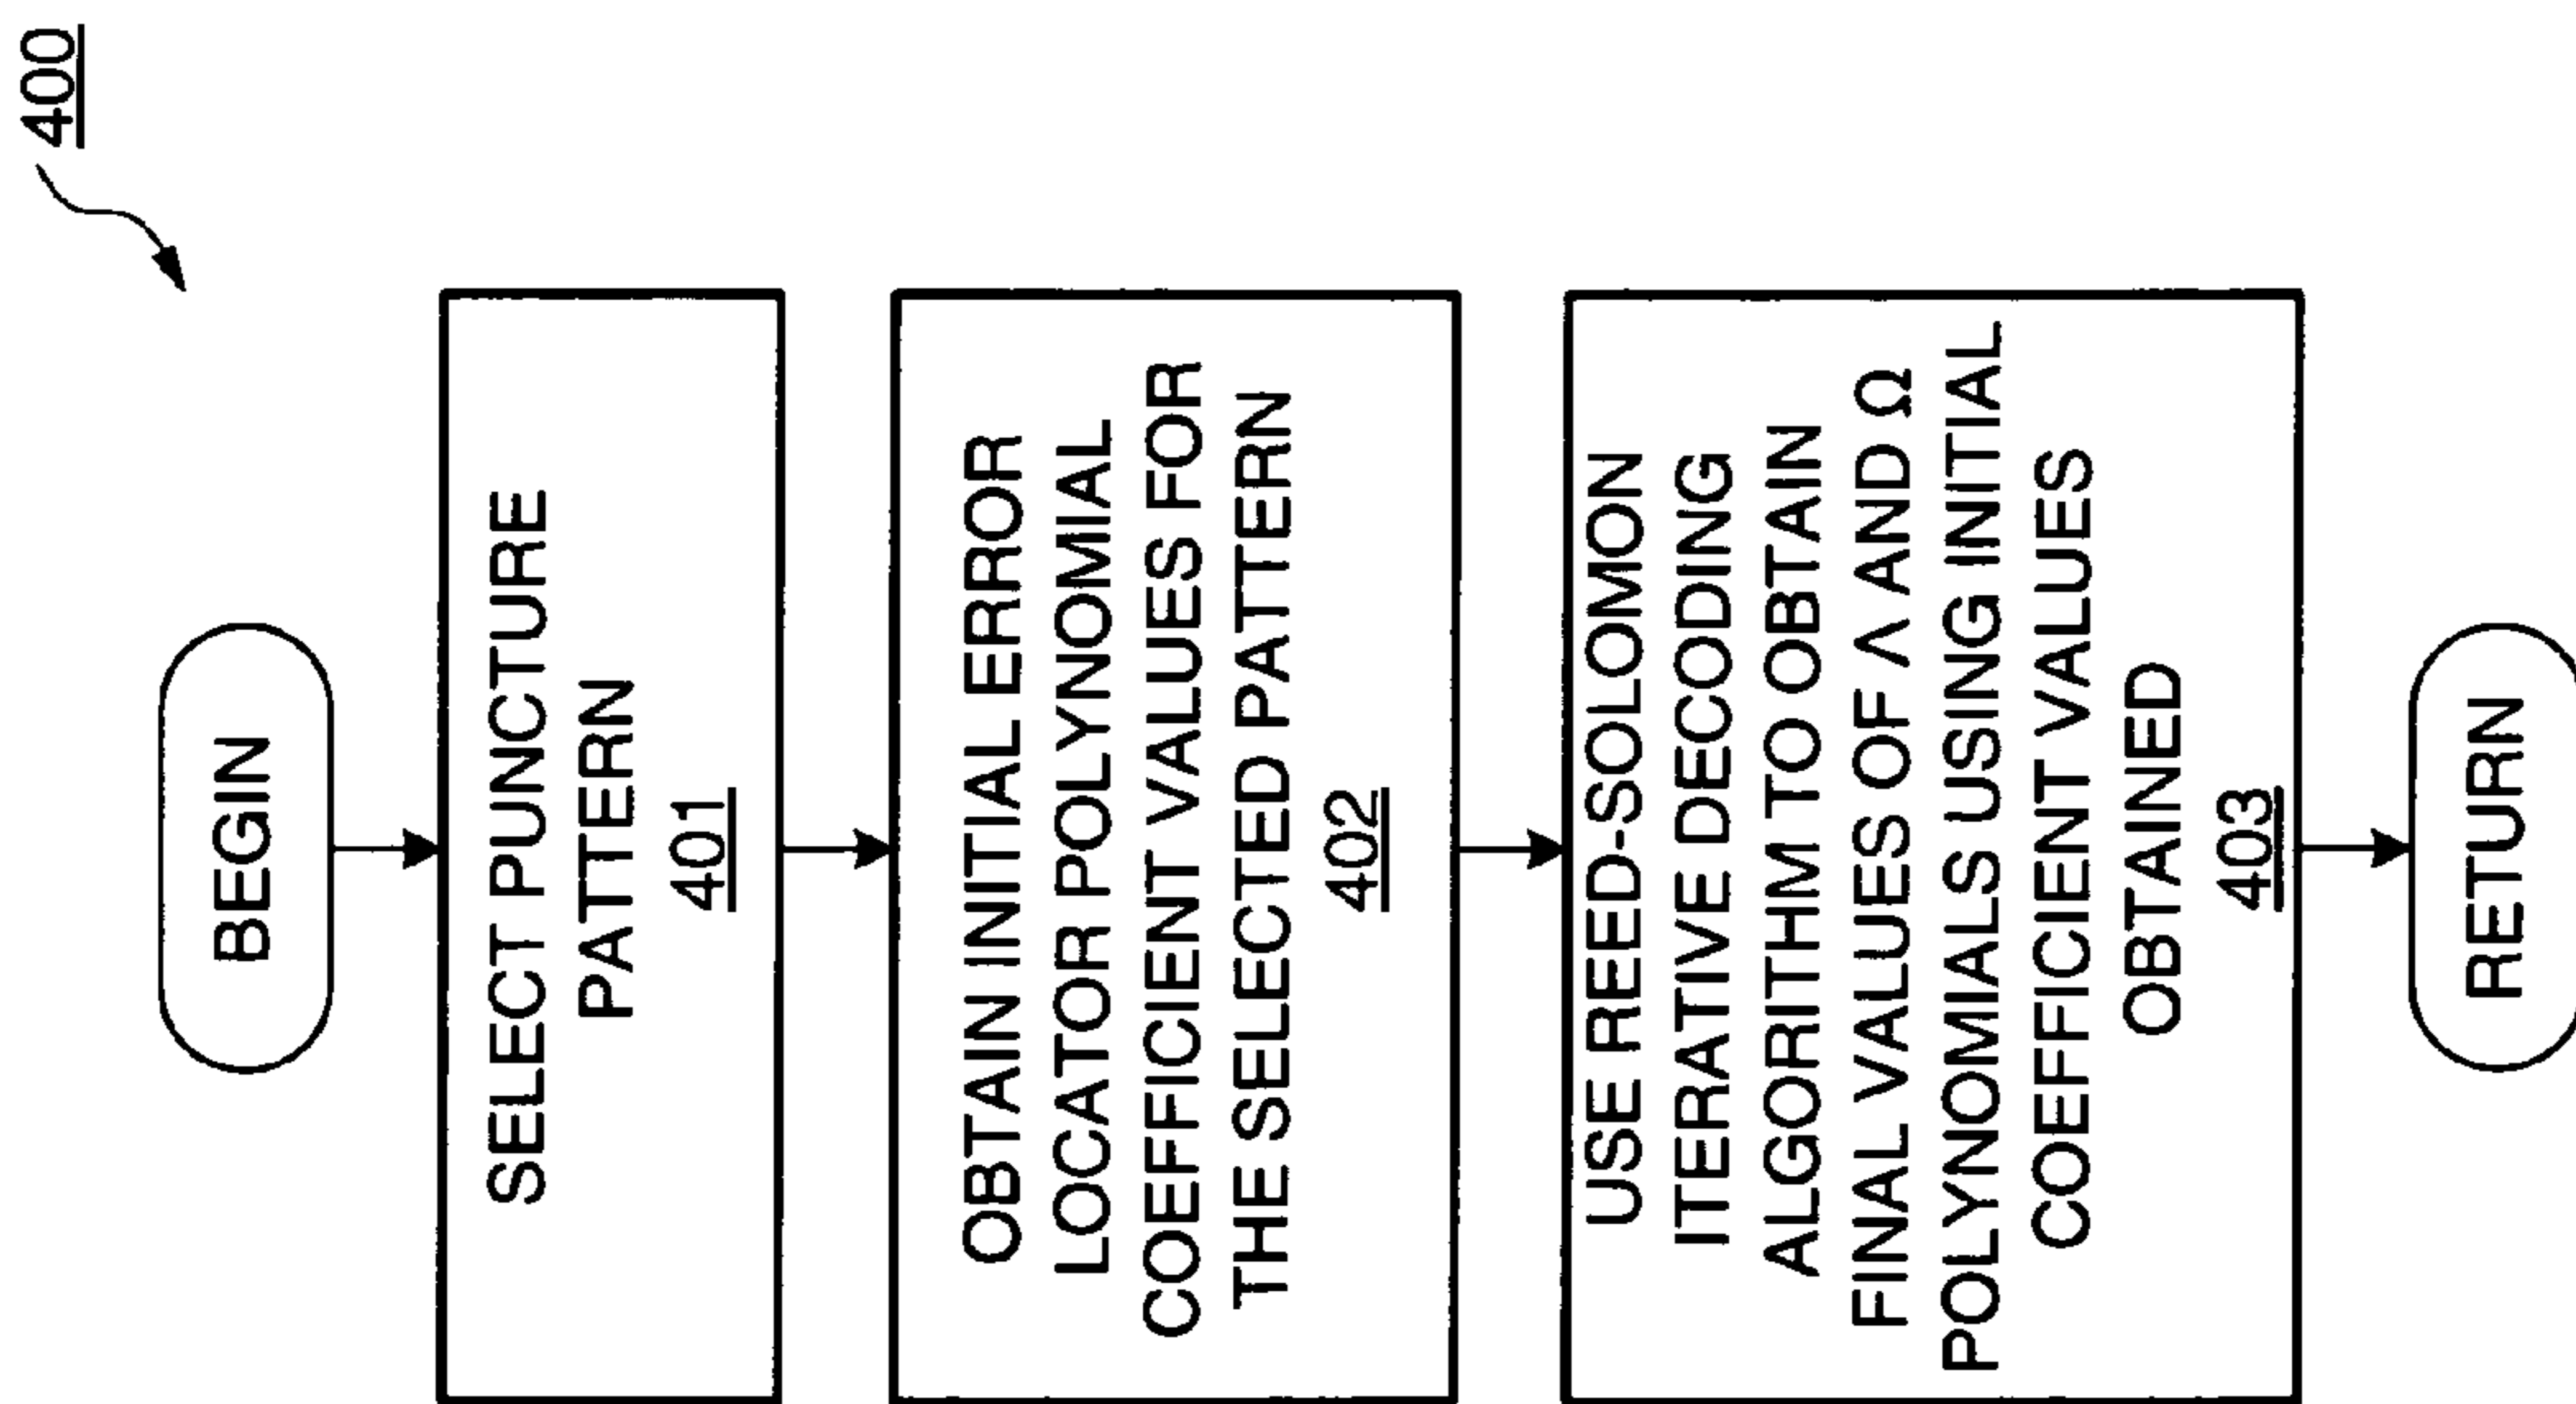 400
BEGIN
SELECT PUNCTURE
PATTERN
401
OBTAIN INITIAL ERROR
LOCATOR POLYNOMIAL
COEFFICIENT VALUES FOR
THE SELECTED PATTERN
402
USE REED-SOLOMON
ITERATIVE DECODING
ALGORITHM TO OBTAIN
FINAL VALUES OF Λ AND Ω
POLYNOMIALS USING INITIAL
COEFFICIENT VALUES
OBTAINED
403
RETURN